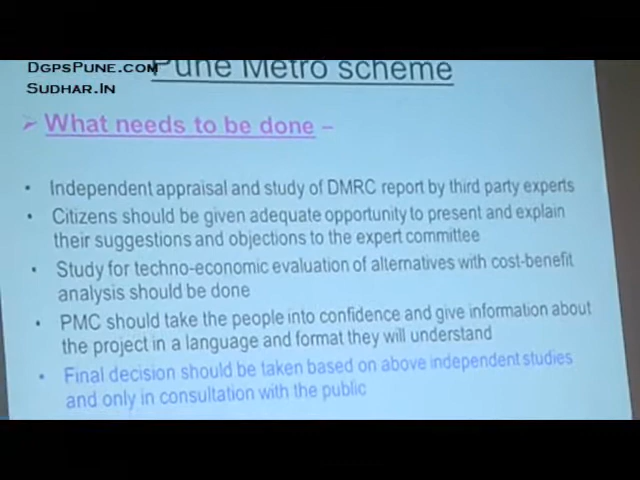 DGPSPUNE.COM
SUDHAR.IN
Pune Metro scheme
➢ What needs to be done –
• Independent appraisal and study of DMRC report by third party experts
• Citizens should be given adequate opportunity to present and explain
their suggestions and objections to the expert committee
• Study for techno-economic evaluation of alternatives with cost-benefit
analysis should be done
• PMC should take the people into confidence and give information about
the project in a language and format they will understand
• Final decision should be taken based on above independent studies
and only in consultation with the public